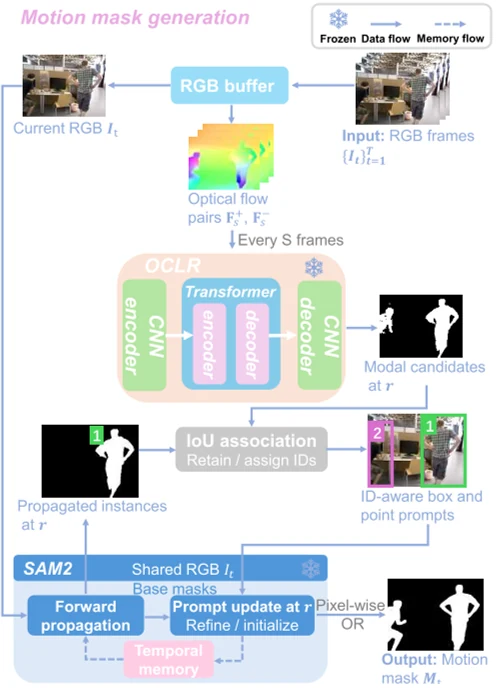 Motion mask generation
Frozen Data flow Memory flow
RGB buffer
Current RGB I_t
Input: RGB frames
{I_t}_{t=1}^T
Optical flow
pairs F_s^+, F_s^-
Every S frames
OCLR
CNN encoder
Transformer
encoder
decoder
CNN decoder
Modal candidates
at r
1
IoU association
Retain / assign IDs
2
1
Propagated instances
at r
ID-aware box and
point prompts
SAM2
Shared RGB I_t
Base masks
Forward
propagation
Prompt update at r
Refine / initialize
Pixel-wise
OR
Temporal
memory
Output: Motion
mask M